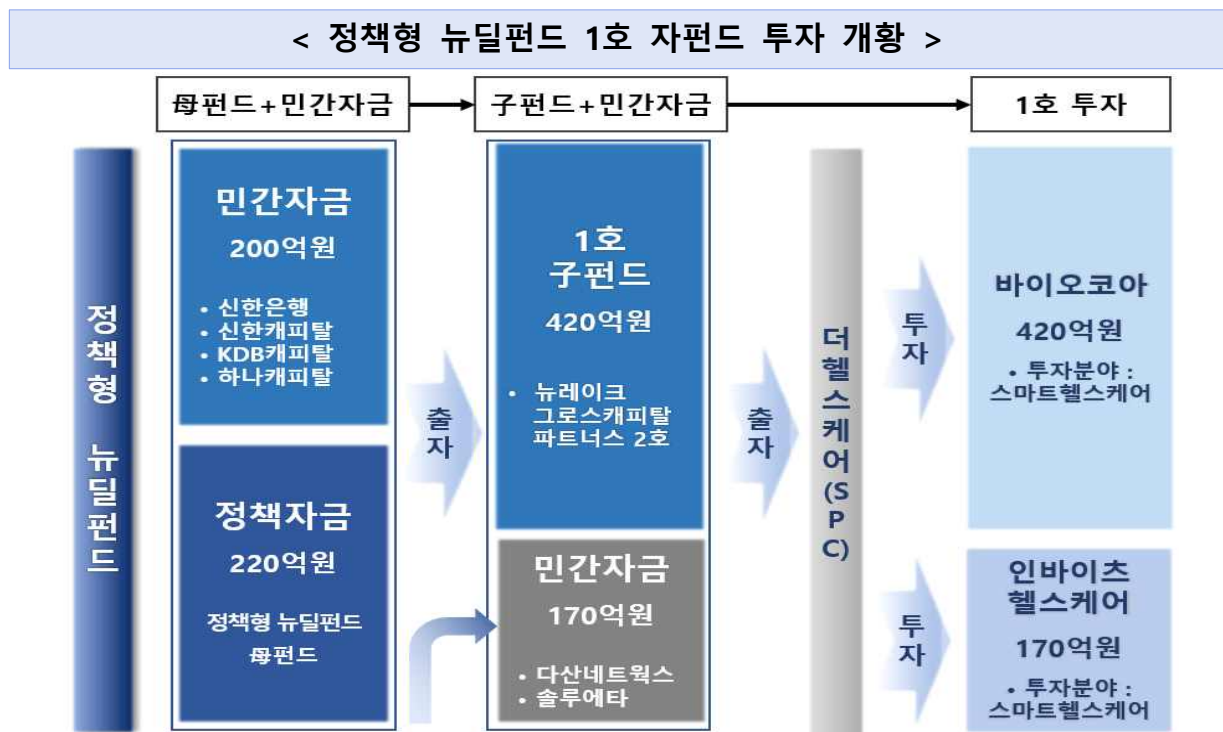 < 정책형 뉴딜펀드 1호 자펀드 투자 개황 >
母펀드+민간자금
子펀드+민간자금
1호 투자
정책형 뉴딜펀드
민간자금
200억원
• 신한은행
• 신한캐피탈
• KDB캐피탈
• 하나캐피탈
정책자금
220억원
정책형 뉴딜펀드
母펀드
출자
1호
子펀드
420억원
• 뉴레이크
그로스캐피탈
파트너스 2호
민간자금
170억원
• 다산네트웍스
• 솔루에타
출자
더헬스케어(SPC)
투자
바이오코아
420억원
• 투자분야 :
스마트헬스케어
투자
인바이츠
헬스케어
170억원
• 투자분야 :
스마트헬스케어